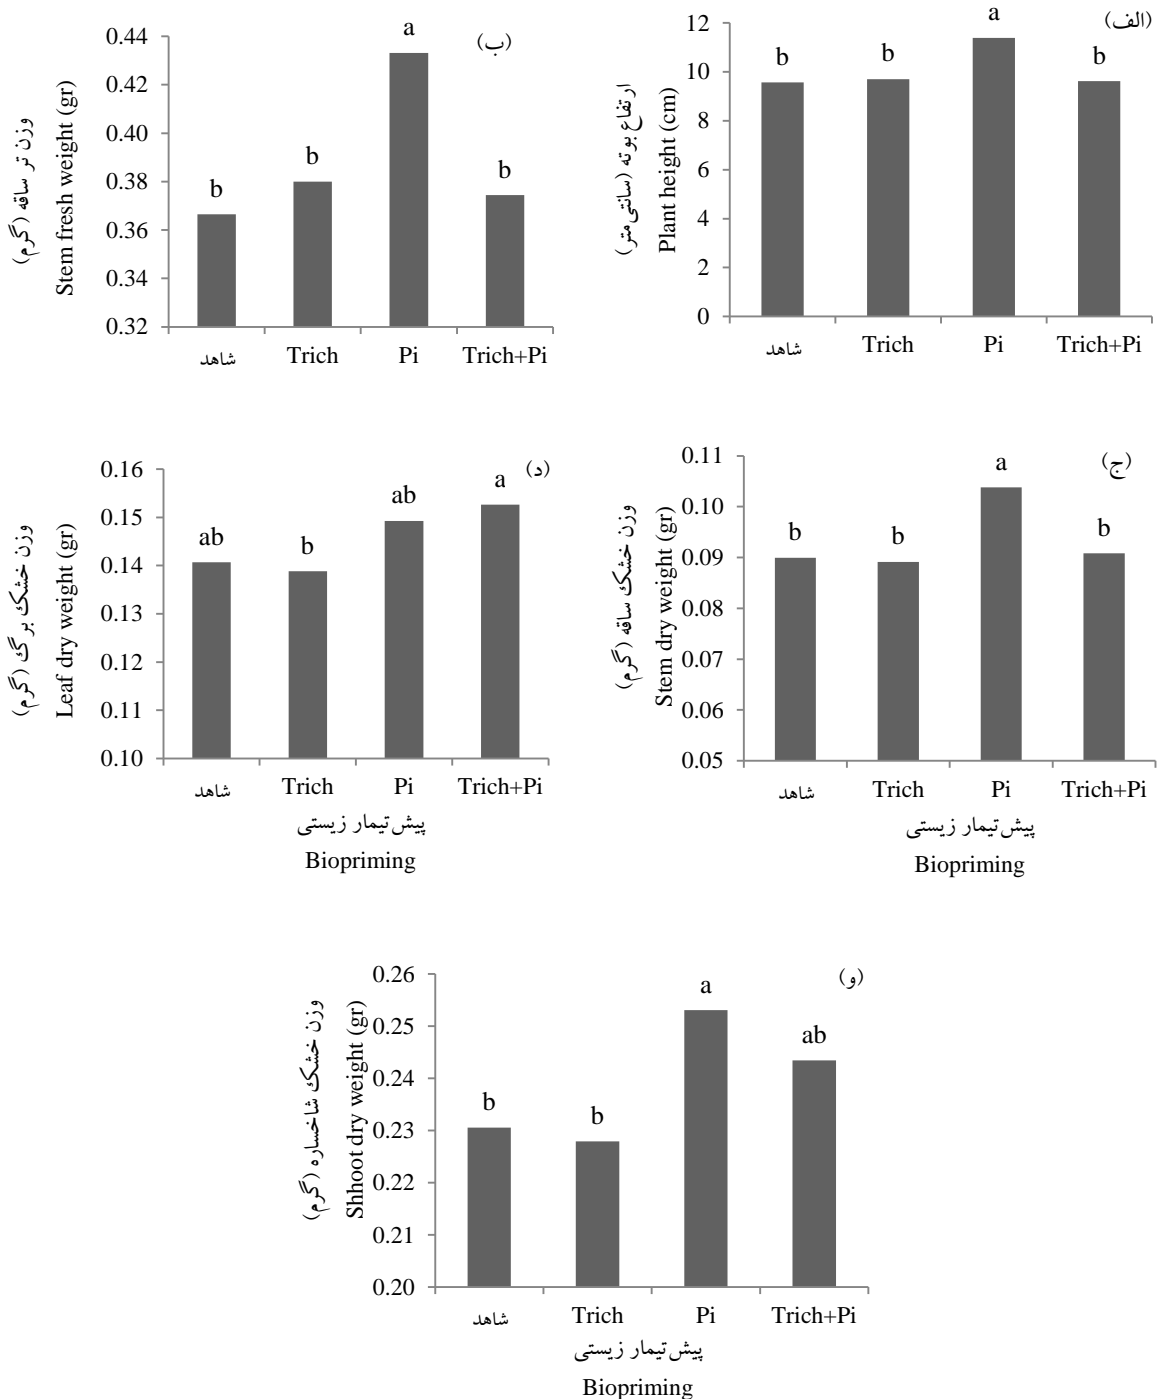 (ب)
وزن تر ساقه (گرم)
Stem fresh weight (gr)
0.44
0.42
0.40
0.38
0.36
0.34
0.32
b
b
a
b
شاهد
Trich
Pi
Trich+Pi
(الف)
ارتفاع بوته (سانتی‌متر)
Plant height (cm)
12
10
8
6
4
2
0
b
b
a
b
شاهد
Trich
Pi
Trich+Pi
(د)
وزن خشک برگ (گرم)
Leaf dry weight (gr)
0.16
0.15
0.14
0.13
0.12
0.11
0.10
ab
b
ab
a
شاهد
Trich
Pi
Trich+Pi
پیش‌تیمار زیستی
Biopriming
(ج)
وزن خشک ساقه (گرم)
Stem dry weight (gr)
0.11
0.10
0.09
0.08
0.07
0.06
0.05
b
b
a
b
شاهد
Trich
Pi
Trich+Pi
پیش‌تیمار زیستی
Biopriming
(و)
وزن خشک شاخساره (گرم)
Shhoot dry weight (gr)
0.26
0.25
0.24
0.23
0.22
0.21
0.20
b
b
a
ab
شاهد
Trich
Pi
Trich+Pi
پیش‌تیمار زیستی
Biopriming